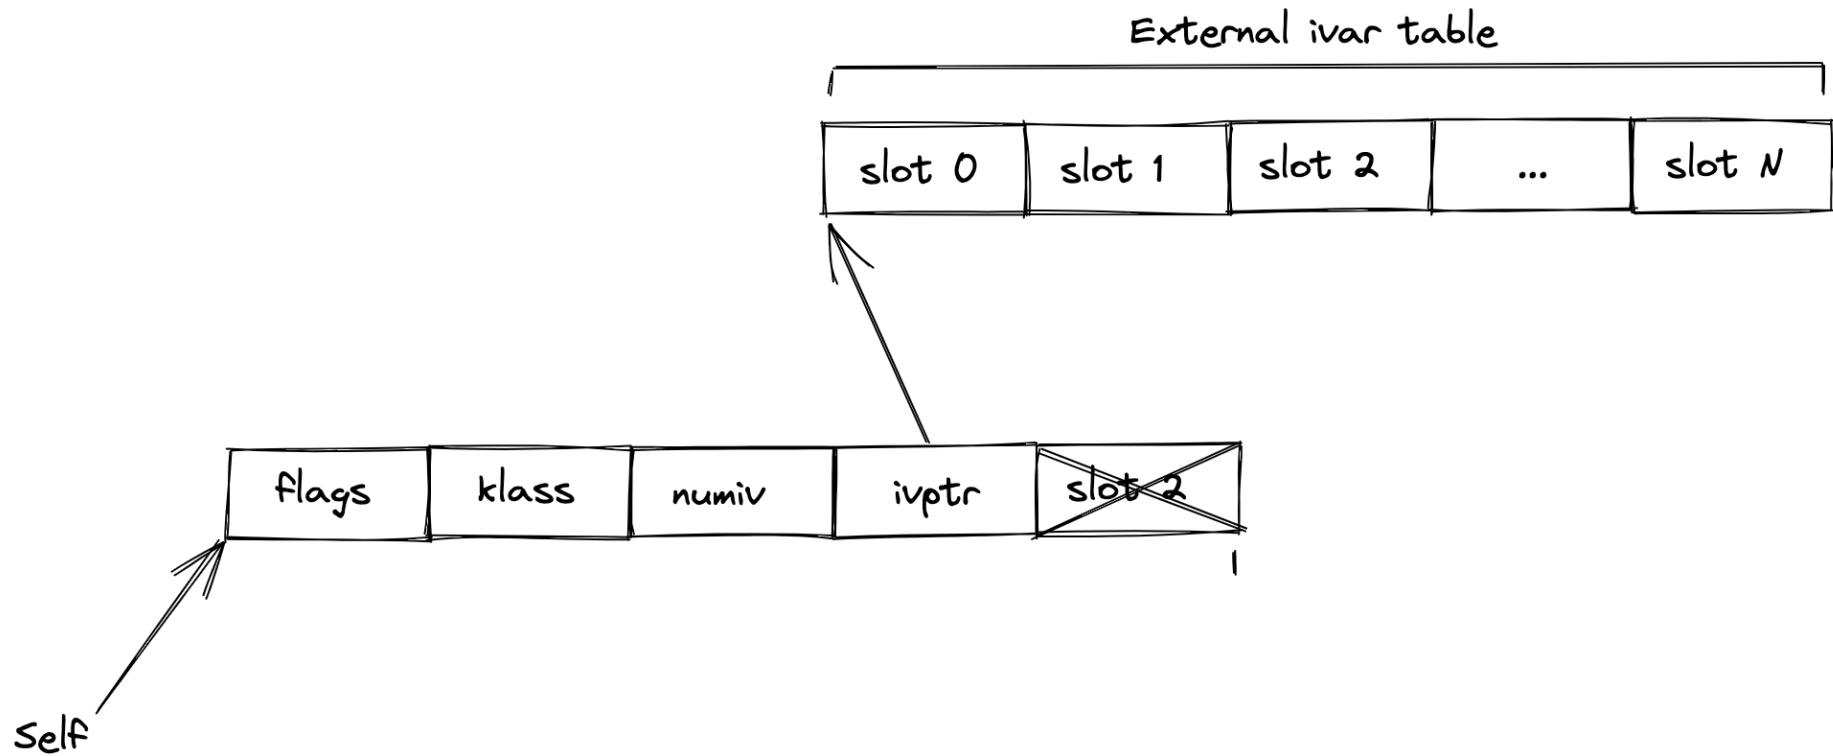 External ivar table
slot 0 slot 1 slot 2 ... slot N
flags klass numiv ivptr slot 2
self